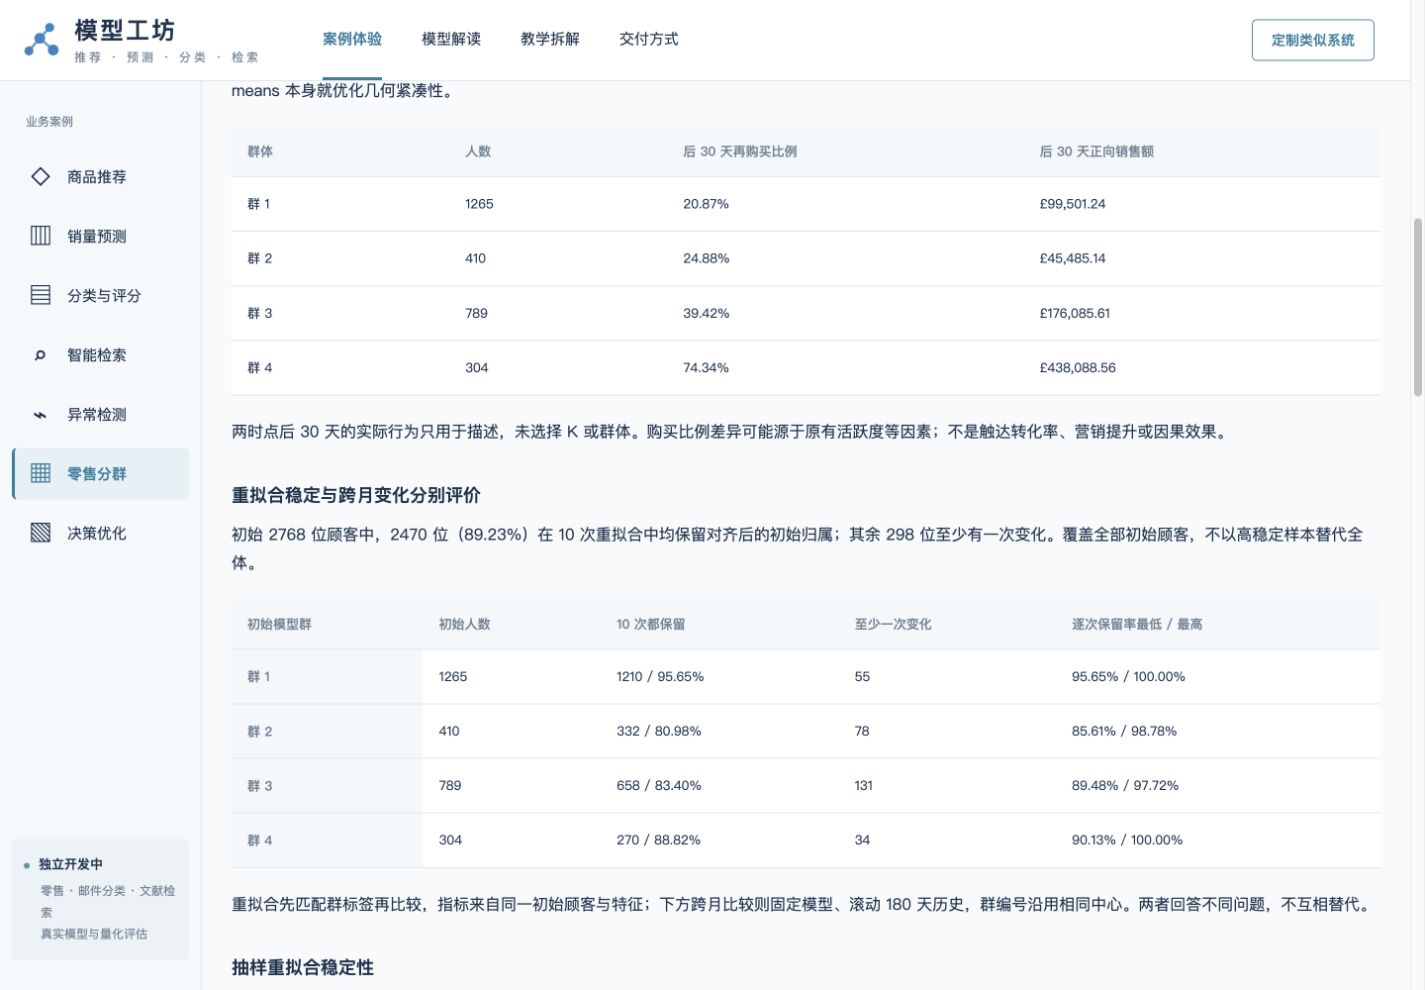 模型工坊
推荐 · 预测 · 分类 · 检索
案例体验 模型解读 教学拆解 交付方式
定制类似系统
业务案例
商品推荐
销量预测
分类与评分
智能检索
异常检测
零售分群
决策优化
独立开发中
零售 · 邮件分类 · 文献检
索
真实模型与量化评估
means 本身就优化几何紧凑性。
群体 人数 后 30 天再购买比例 后 30 天正向销售额
群 1 1265 20.87% £99,501.24
群 2 410 24.88% £45,485.14
群 3 789 39.42% £176,085.61
群 4 304 74.34% £438,088.56
两时点后 30 天的实际行为只用于描述，未选择 K 或群体。购买比例差异可能源于原有活跃度等因素；不是触达转化率、营销提升或因果效果。
重拟合稳定与跨月变化分别评价
初始 2768 位顾客中，2470 位（89.23%）在 10 次重拟合中均保留对齐后的初始归属；其余 298 位至少有一次变化。覆盖全部初始顾客，不以高稳定样本替代全
体。
初始模型群 初始人数 10 次都保留 至少一次变化 逐次保留率最低 / 最高
群 1 1265 1210 / 95.65% 55 95.65% / 100.00%
群 2 410 332 / 80.98% 78 85.61% / 98.78%
群 3 789 658 / 83.40% 131 89.48% / 97.72%
群 4 304 270 / 88.82% 34 90.13% / 100.00%
重拟合先匹配群标签再比较，指标来自同一初始顾客与特征；下方跨月比较则固定模型、滚动 180 天历史，群编号沿用相同中心。两者回答不同问题，不互相替代。
抽样重拟合稳定性